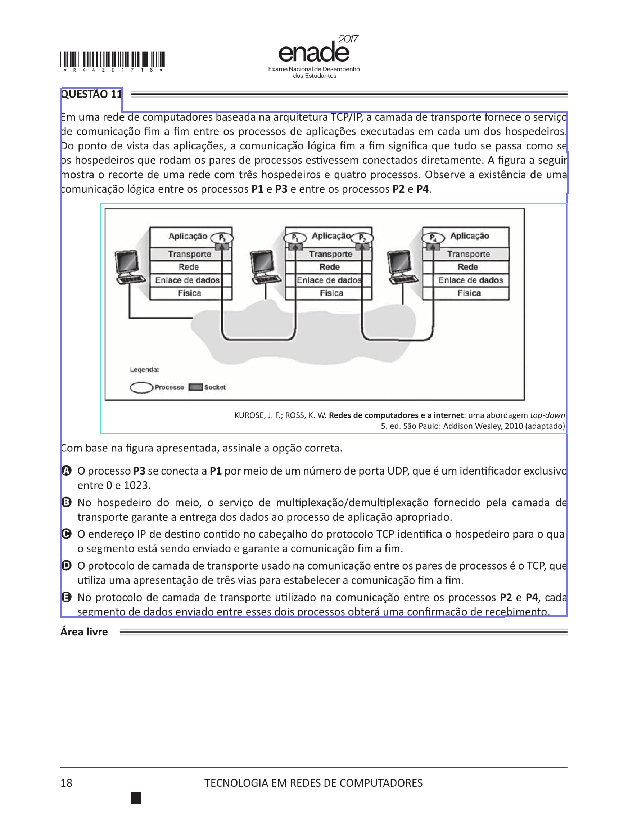 * R 4 4 2 0 1 7 1 8 *
enade 2017
Exame Nacional de Desempenho
dos Estudantes
QUESTÃO 11
Em uma rede de computadores baseada na arquitetura TCP/IP, a camada de transporte fornece o serviço
de comunicação fim a fim entre os processos de aplicações executadas em cada um dos hospedeiros.
Do ponto de vista das aplicações, a comunicação lógica fim a fim significa que tudo se passa como se
os hospedeiros que rodam os pares de processos estivessem conectados diretamente. A figura a seguir
mostra o recorte de uma rede com três hospedeiros e quatro processos. Observe a existência de uma
comunicação lógica entre os processos P1 e P3 e entre os processos P2 e P4.
Aplicação
Transporte
Rede
Enlace de dados
Física
Aplicação
Transporte
Rede
Enlace de dados
Física
P4 Aplicação
Transporte
Rede
Enlace de dados
Física
Legenda:
Processo Socket
KUROSE, J. F.; ROSS, K. W. Redes de computadores e a internet: uma abordagem top-down
5. ed. São Paulo: Addison Wesley, 2010 (adaptado)
Com base na figura apresentada, assinale a opção correta.
A O processo P3 se conecta a P1 por meio de um número de porta UDP, que é um identificador exclusivo
entre 0 e 1023.
B No hospedeiro do meio, o serviço de multiplexação/demultiplexação fornecido pela camada de
transporte garante a entrega dos dados ao processo de aplicação apropriado.
C O endereço IP de destino contido no cabeçalho do protocolo TCP identifica o hospedeiro para o qua
o segmento está sendo enviado e garante a comunicação fim a fim.
D O protocolo de camada de transporte usado na comunicação entre os pares de processos é o TCP, que
utiliza uma apresentação de três vias para estabelecer a comunicação fim a fim.
E No protocolo de camada de transporte utilizado na comunicação entre os processos P2 e P4, cada
segmento de dados enviado entre esses dois processos obterá uma confirmação de recebimento.
Área livre
18
TECNOLOGIA EM REDES DE COMPUTADORES